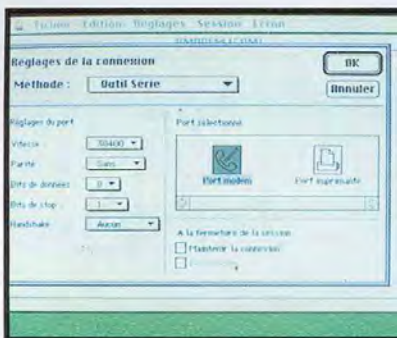 Fichier Edition Réglages Session Ecran
Réglages de la connexion
OK
Méthode : Outil Série
Annuler
Réglages du port
Port sélectionné
Vitesse 38400
Parité Sans
Bits de données 8
Bits de stop 1
Handshake Aucun
Port modem
Port imprimante
A la fermeture de la session
Maintenir la connexion